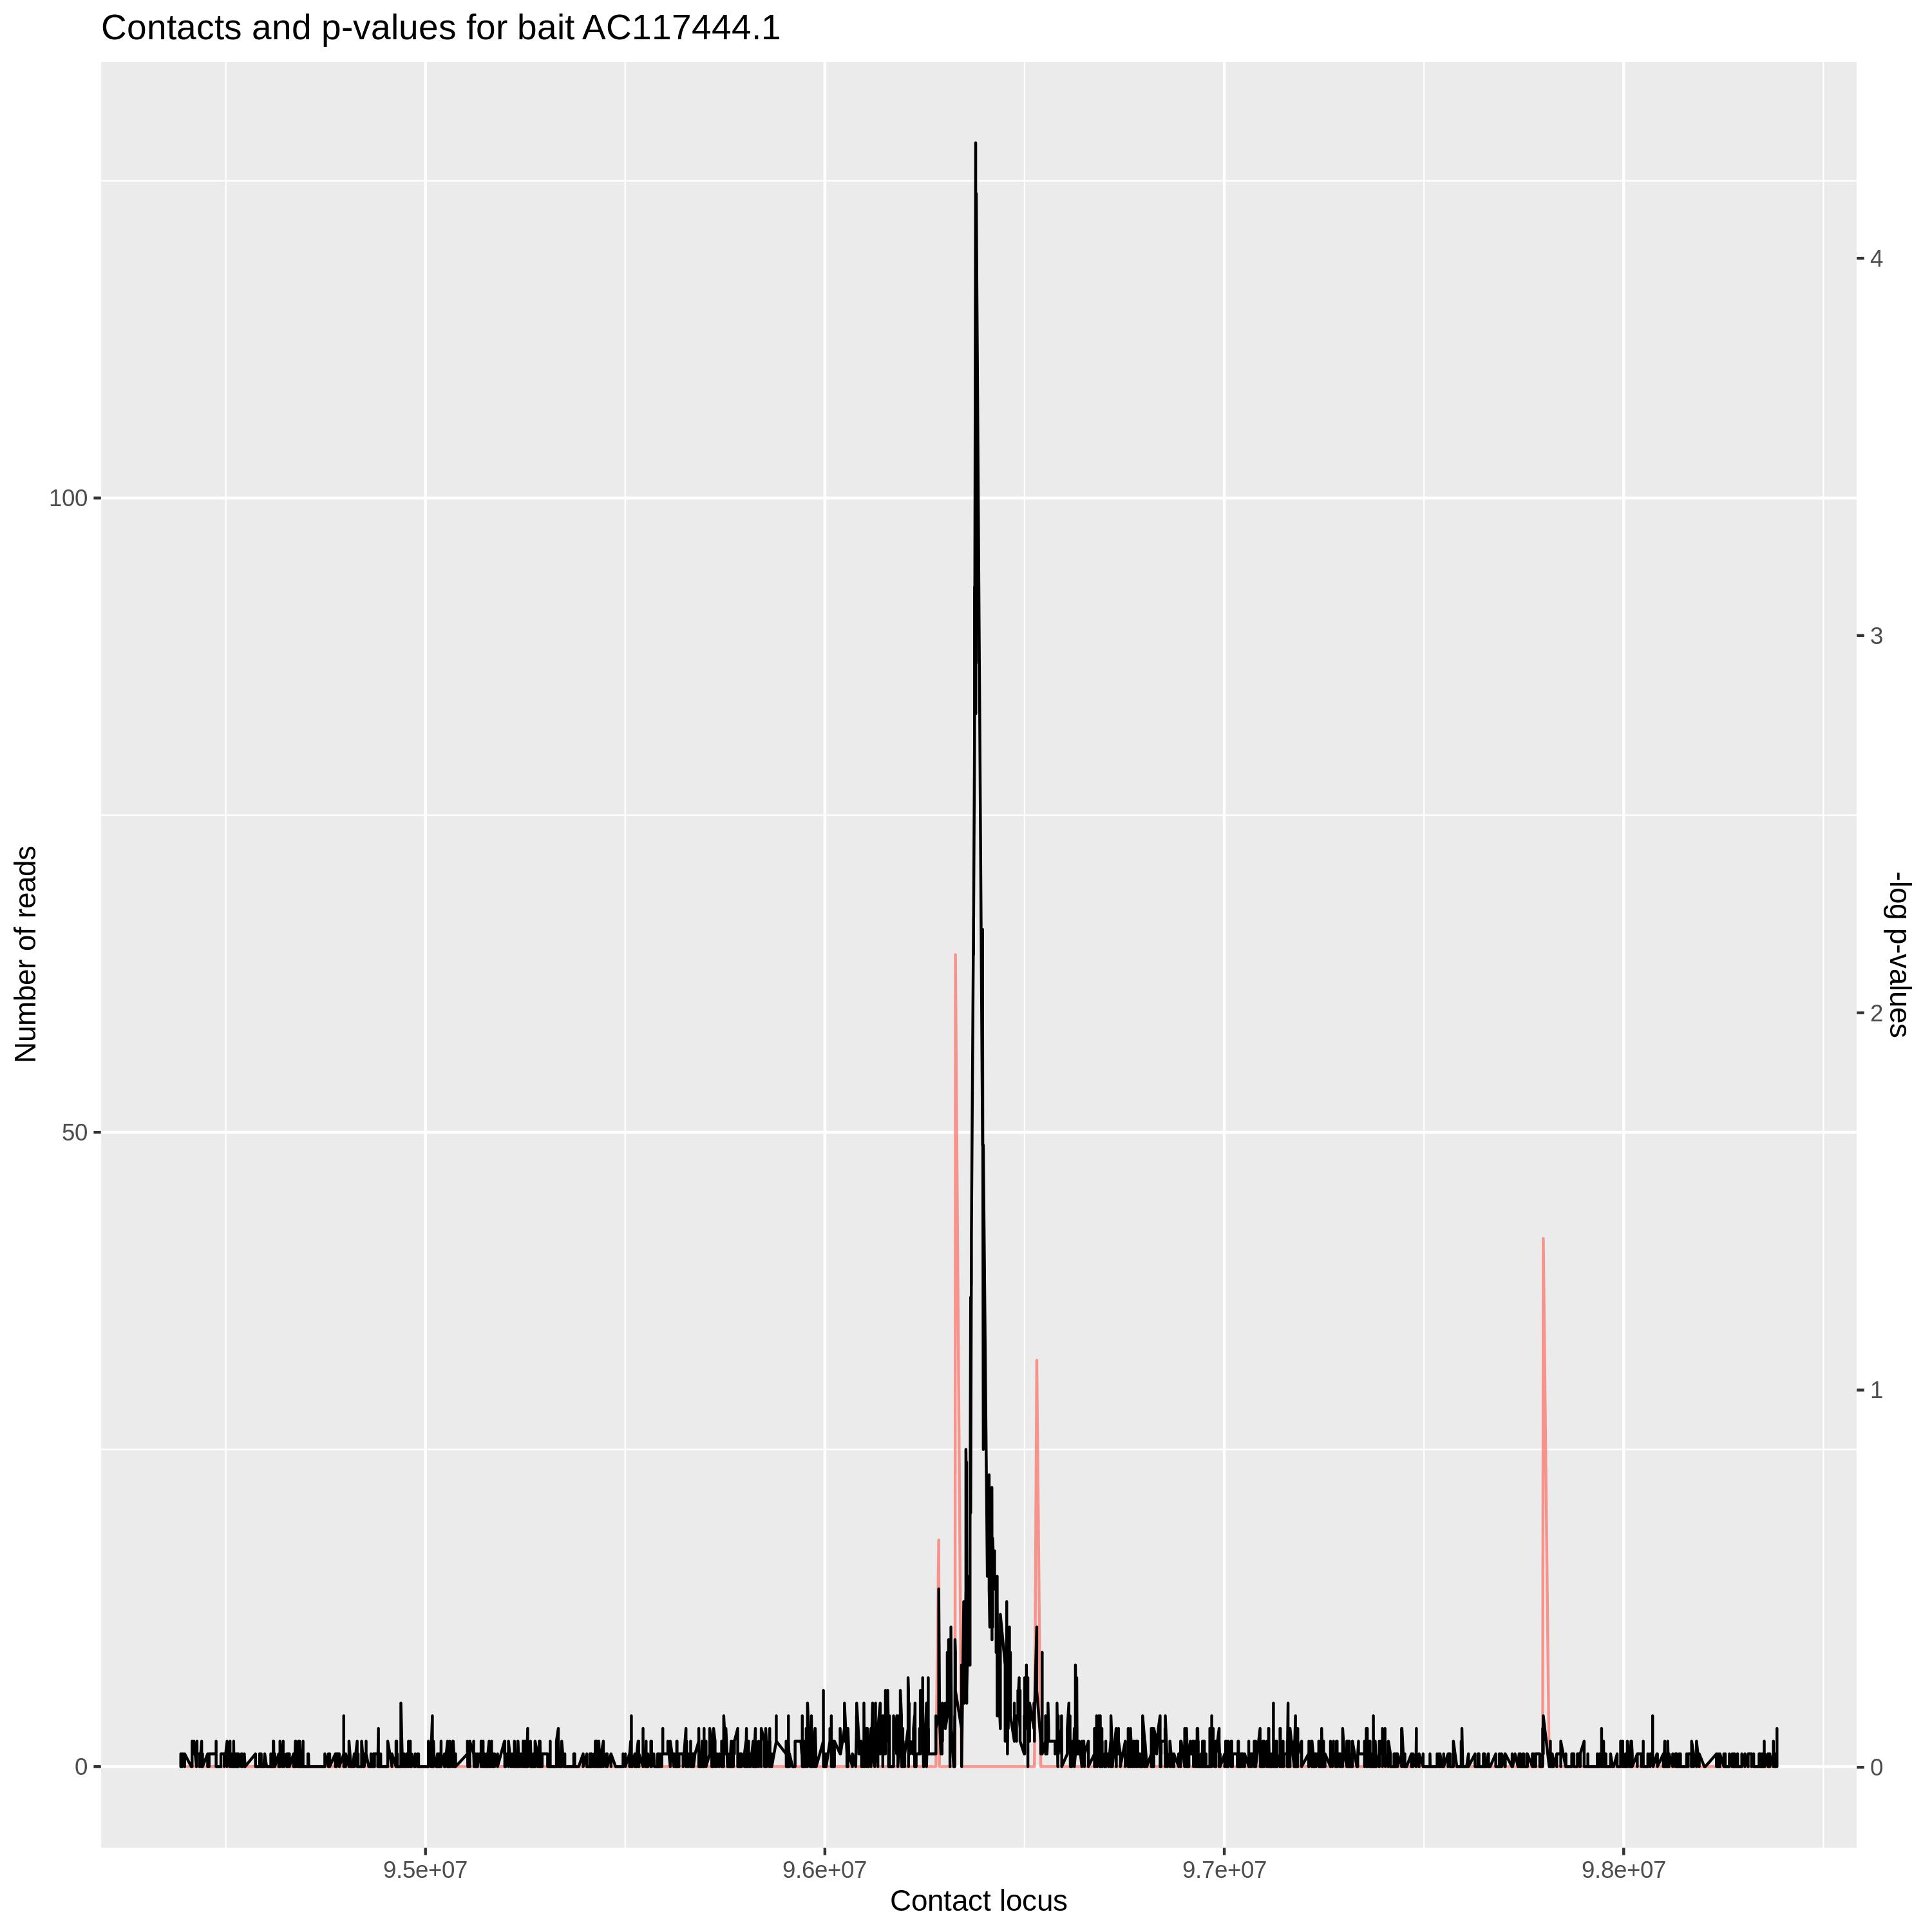 Contacts and p-values for bait AC117444.1
Number of reads
100
50
0
4
3
2
1
0
-log p-values
9.5e+07
9.6e+07
9.7e+07
9.8e+07
Contact locus